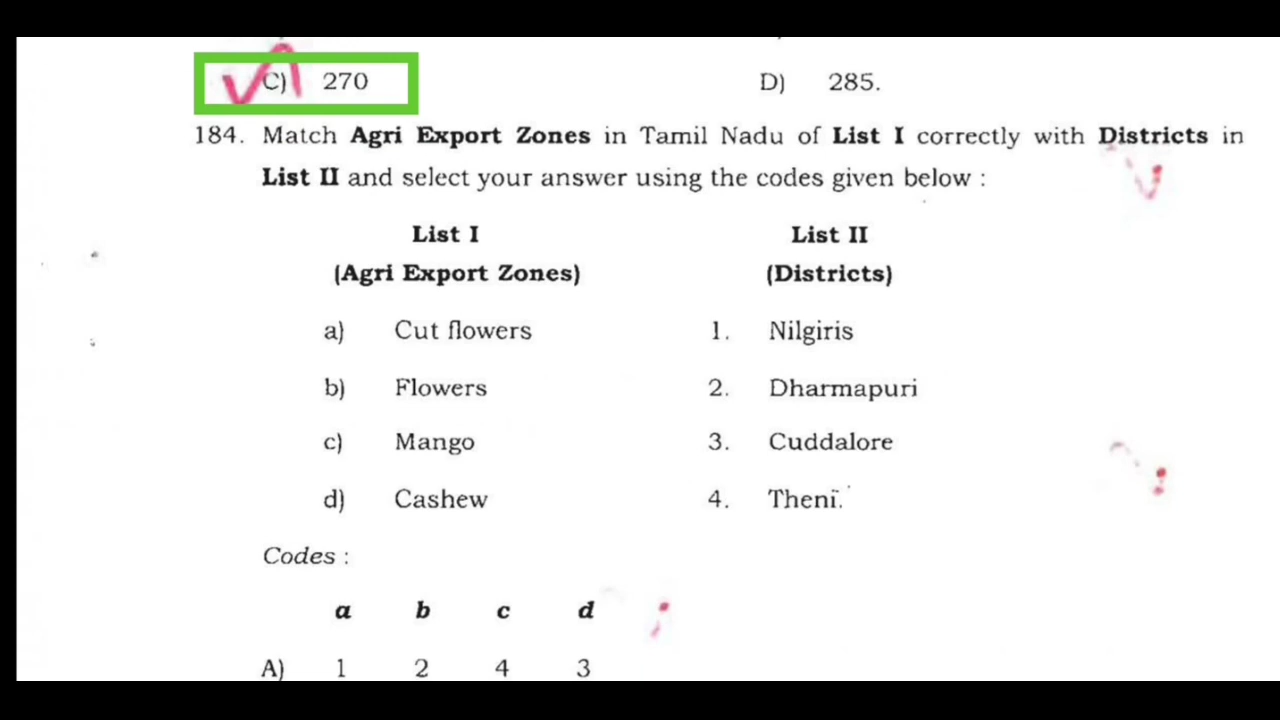 C) 270 D) 285.
184. Match Agri Export Zones in Tamil Nadu of List I correctly with Districts in
List II and select your answer using the codes given below :
List I List II
(Agri Export Zones) (Districts)
a) Cut flowers 1. Nilgiris
b) Flowers 2. Dharmapuri
c) Mango 3. Cuddalore
d) Cashew 4. Theni.
Codes :
a b c d
A) 1 2 4 3